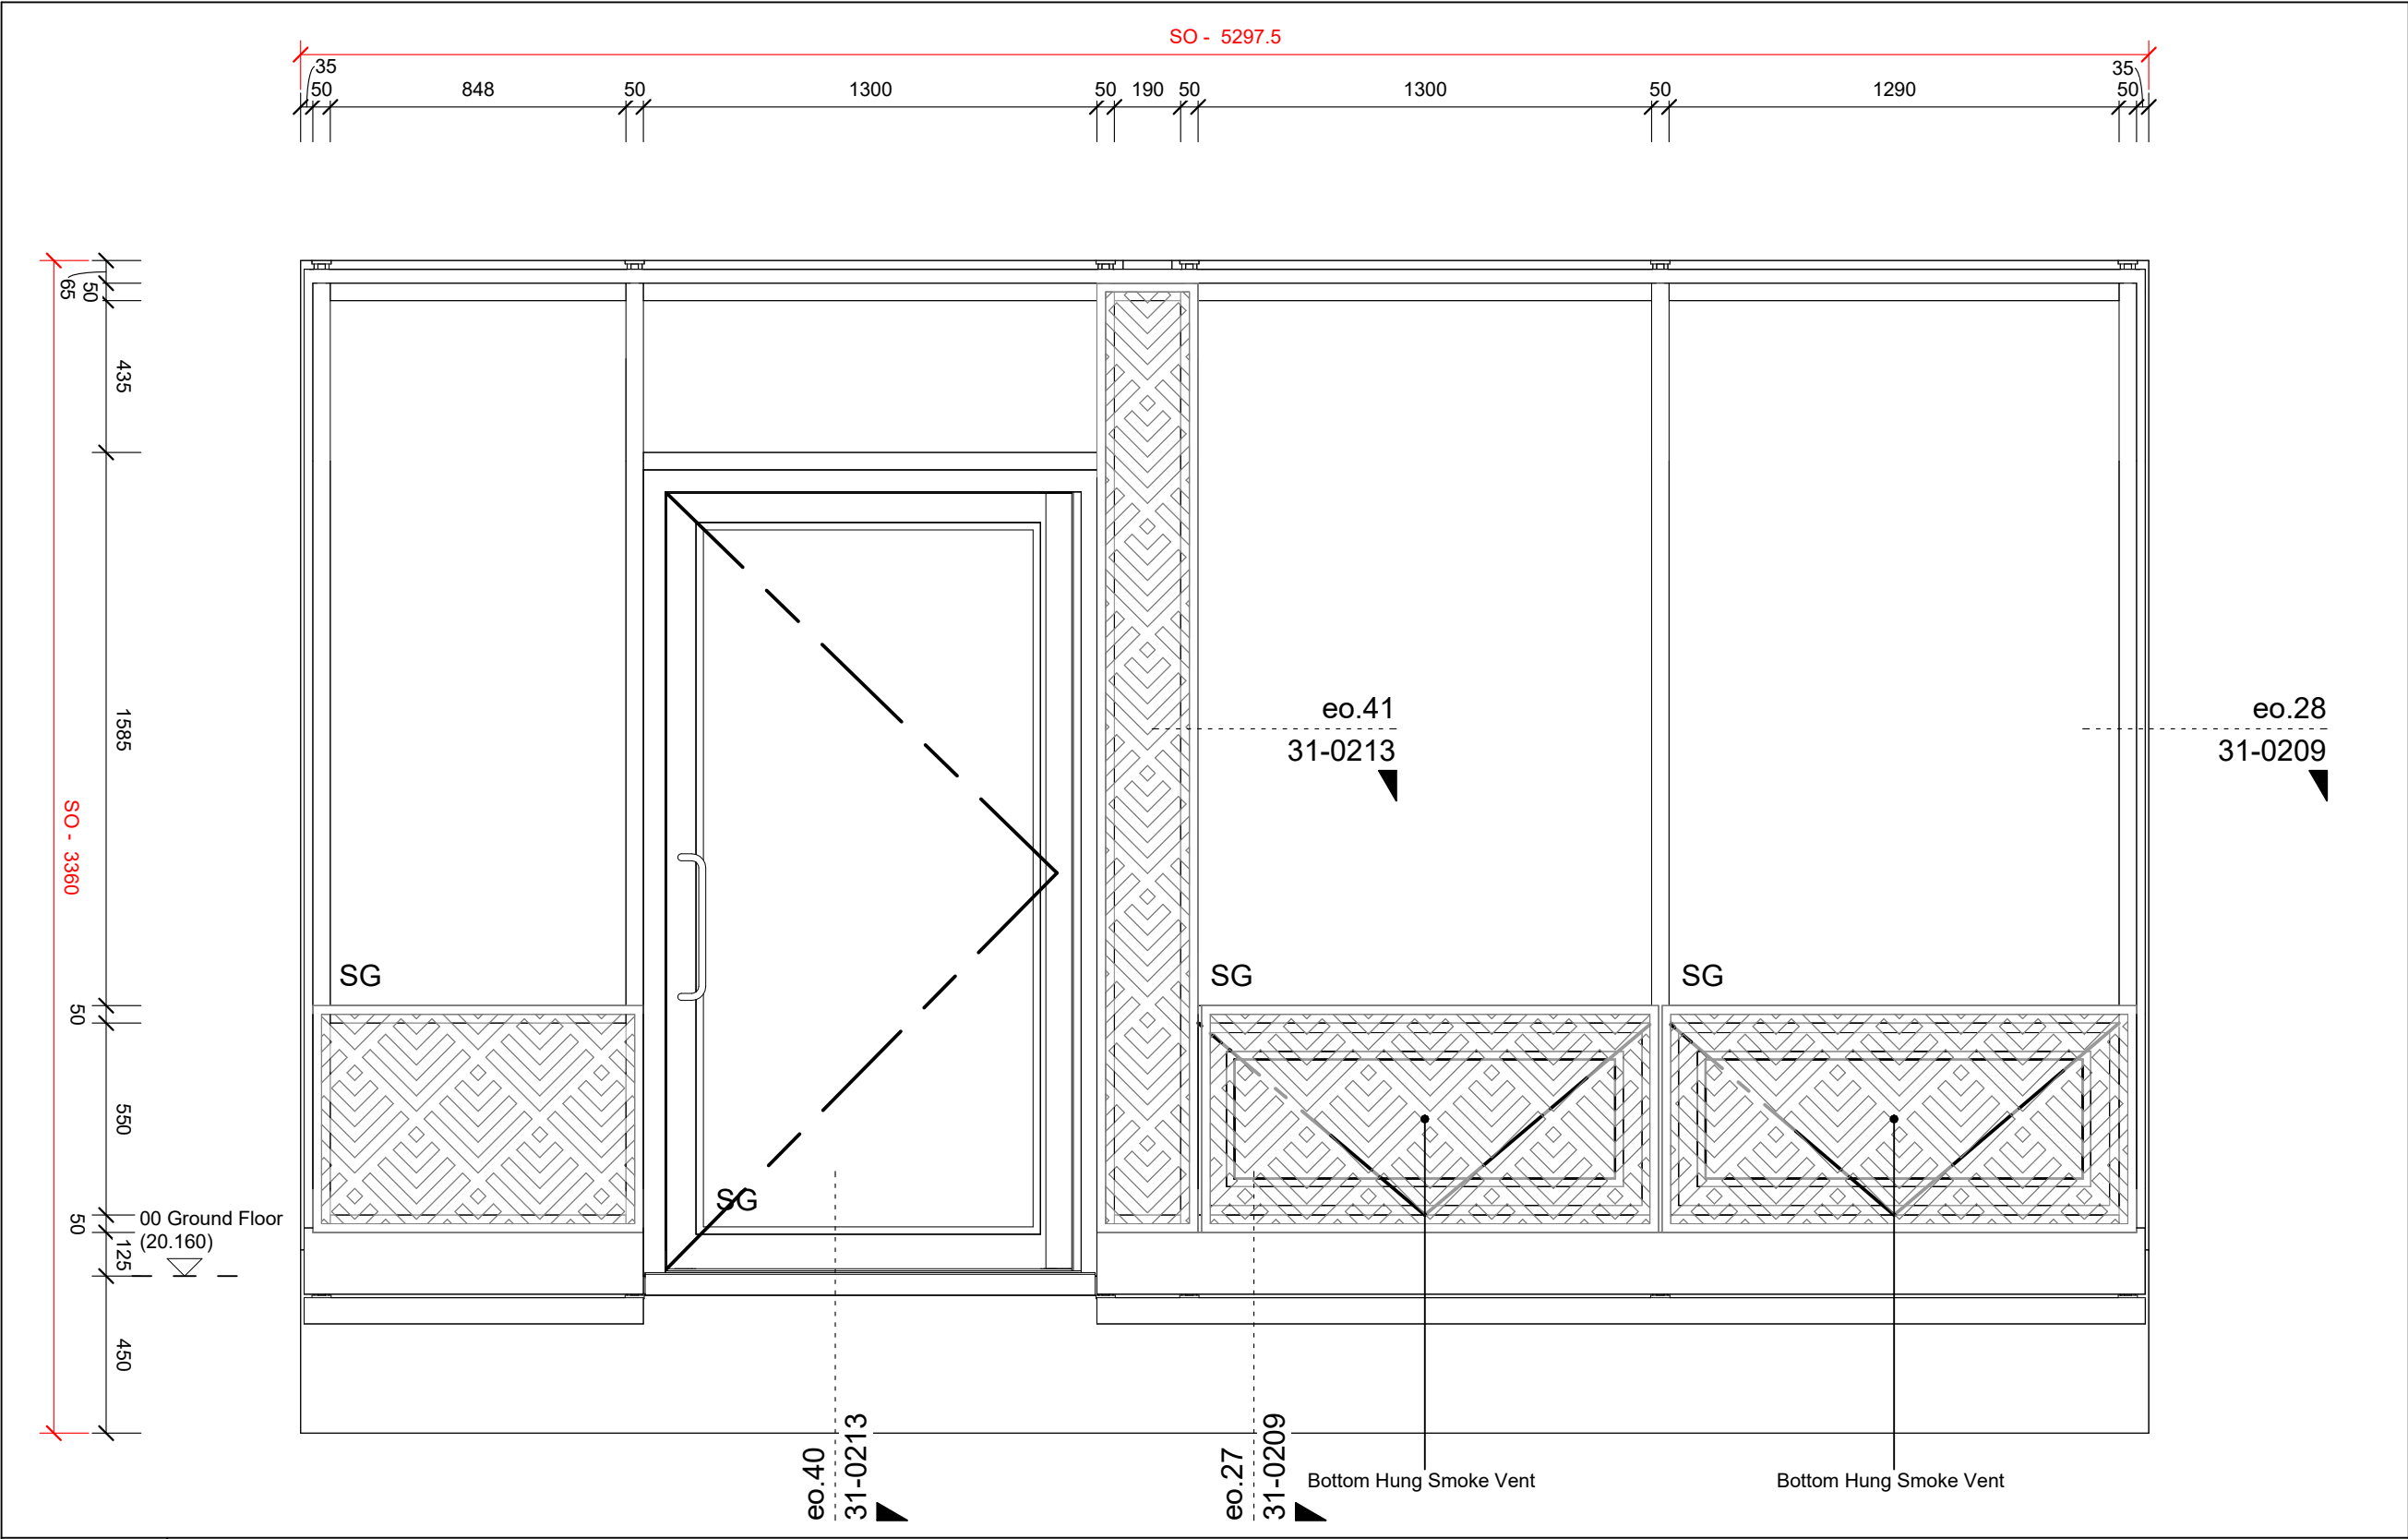 SO - 5297.5
35
50
848
50
1300
50
190
50
1300
50
1290
35
50
65
50
435
1585
SO - 3360
50
550
50
125
450
00 Ground Floor
(20.160)
eo.41
31-0213
eo.28
31-0209
SG
SG
SG
SG
eo.40
31-0213
eo.27
31-0209
Bottom Hung Smoke Vent
Bottom Hung Smoke Vent